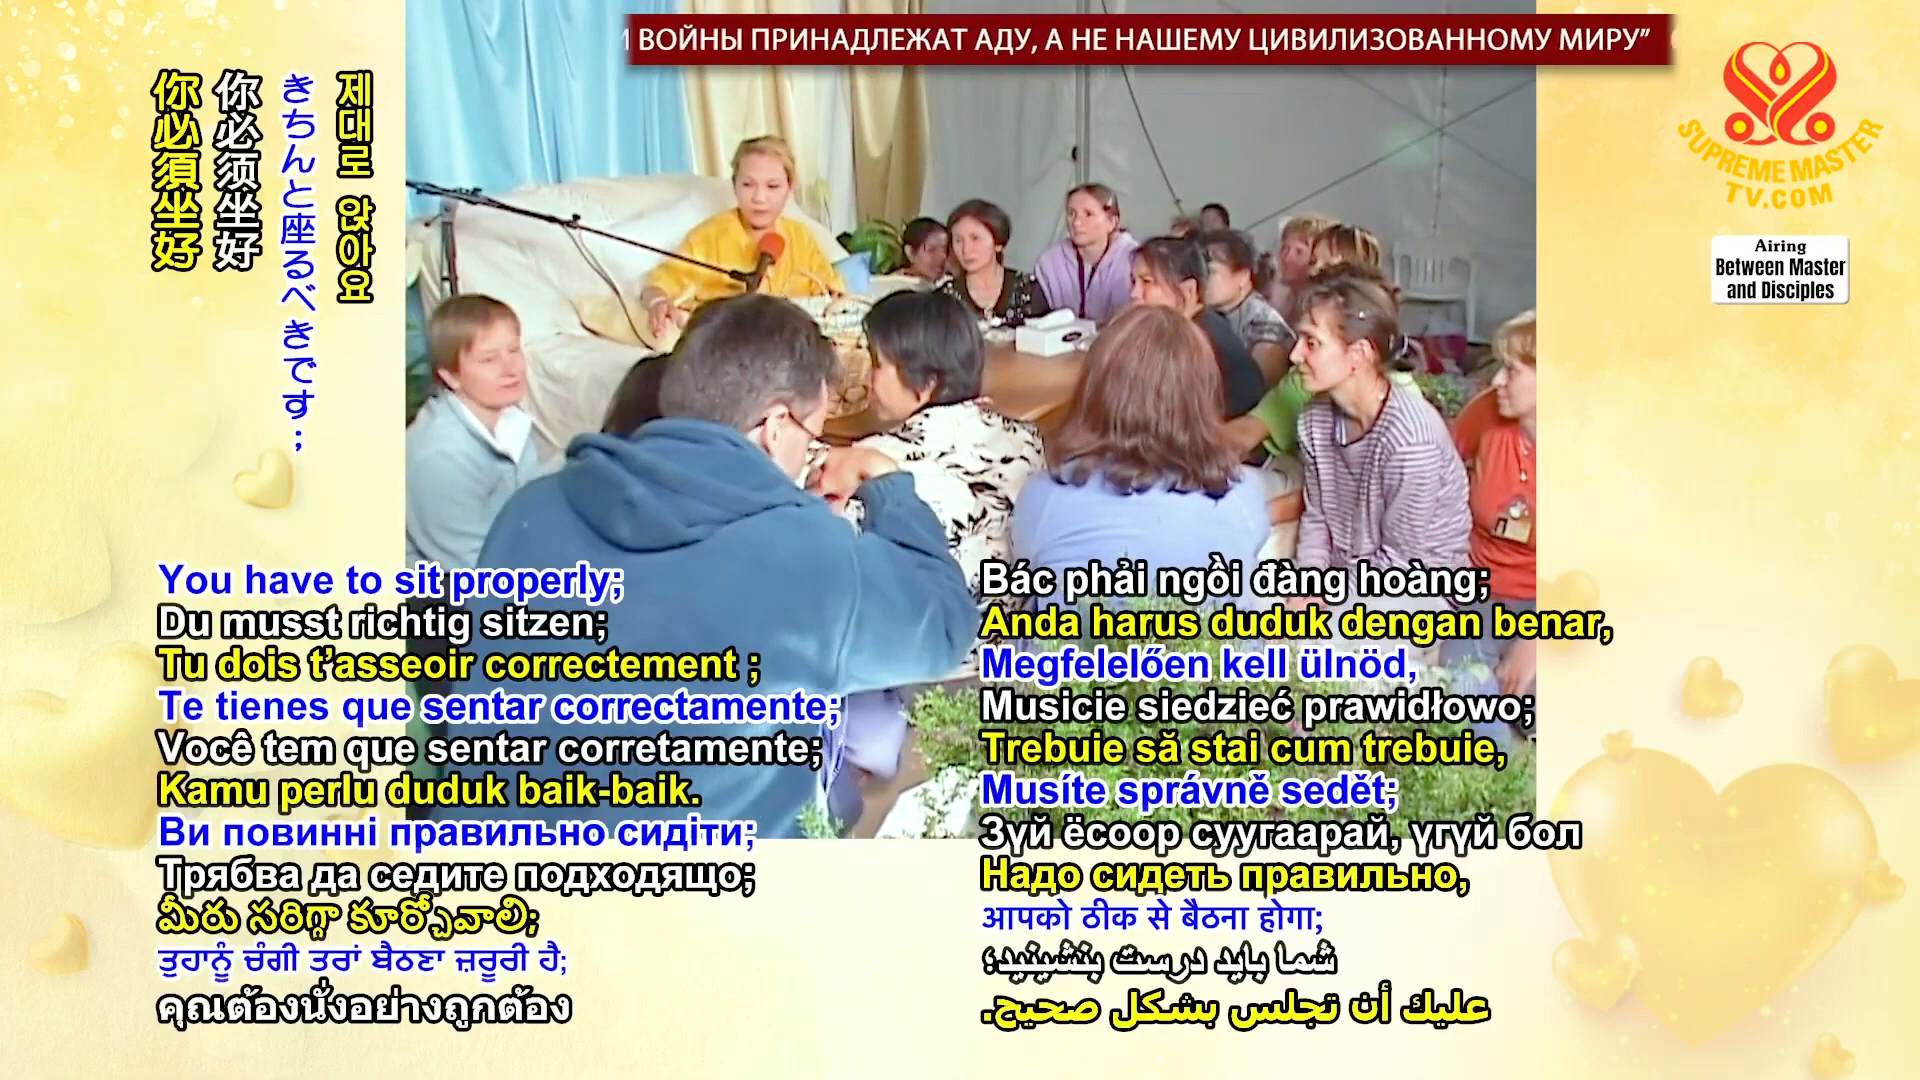 ВОЙНЫ ПРИНАДЛЕЖАТ АДУ, А НЕ НАШЕМУ ЦИВИЛИЗОВАННОМУ МИРУ”
SUPREME MASTER
TV.COM
Airing
Between Master
and Disciples
제대로 앉아요
きちんと座るべきです;
你必须坐好
你必須坐好
You have to sit properly;
Du musst richtig sitzen;
Tu dois t’asseoir correctement ;
Te tienes que sentar correctamente;
Você tem que sentar corretamente;
Kamu perlu duduk baik-baik.
Ви повинні правильно сидіти;
Трябва да седите подходящо;
మీరు సరిగ్గా కూర్చోవాలి;
ਤੁਹਾਨੂੰ ਚੰਗੀ ਤਰਾਂ ਬੈਠਣਾ ਜ਼ਰੂਰੀ ਹੈ;
คุณต้องนั่งอย่างถูกต้อง
Bác phải ngồi đàng hoàng;
Anda harus duduk dengan benar,
Megfelelően kell ülnöd,
Musicie siedzieć prawidłowo;
Trebuie să stai cum trebuie,
Musíte správně sedět;
Зүй ёсоор суугаарай, үгүй бол
Надо сидеть правильно,
आपको ठीक से बैठना होगा;
شما باید درست بنشینید؛
عليك أن تجلس بشكل صحيح.